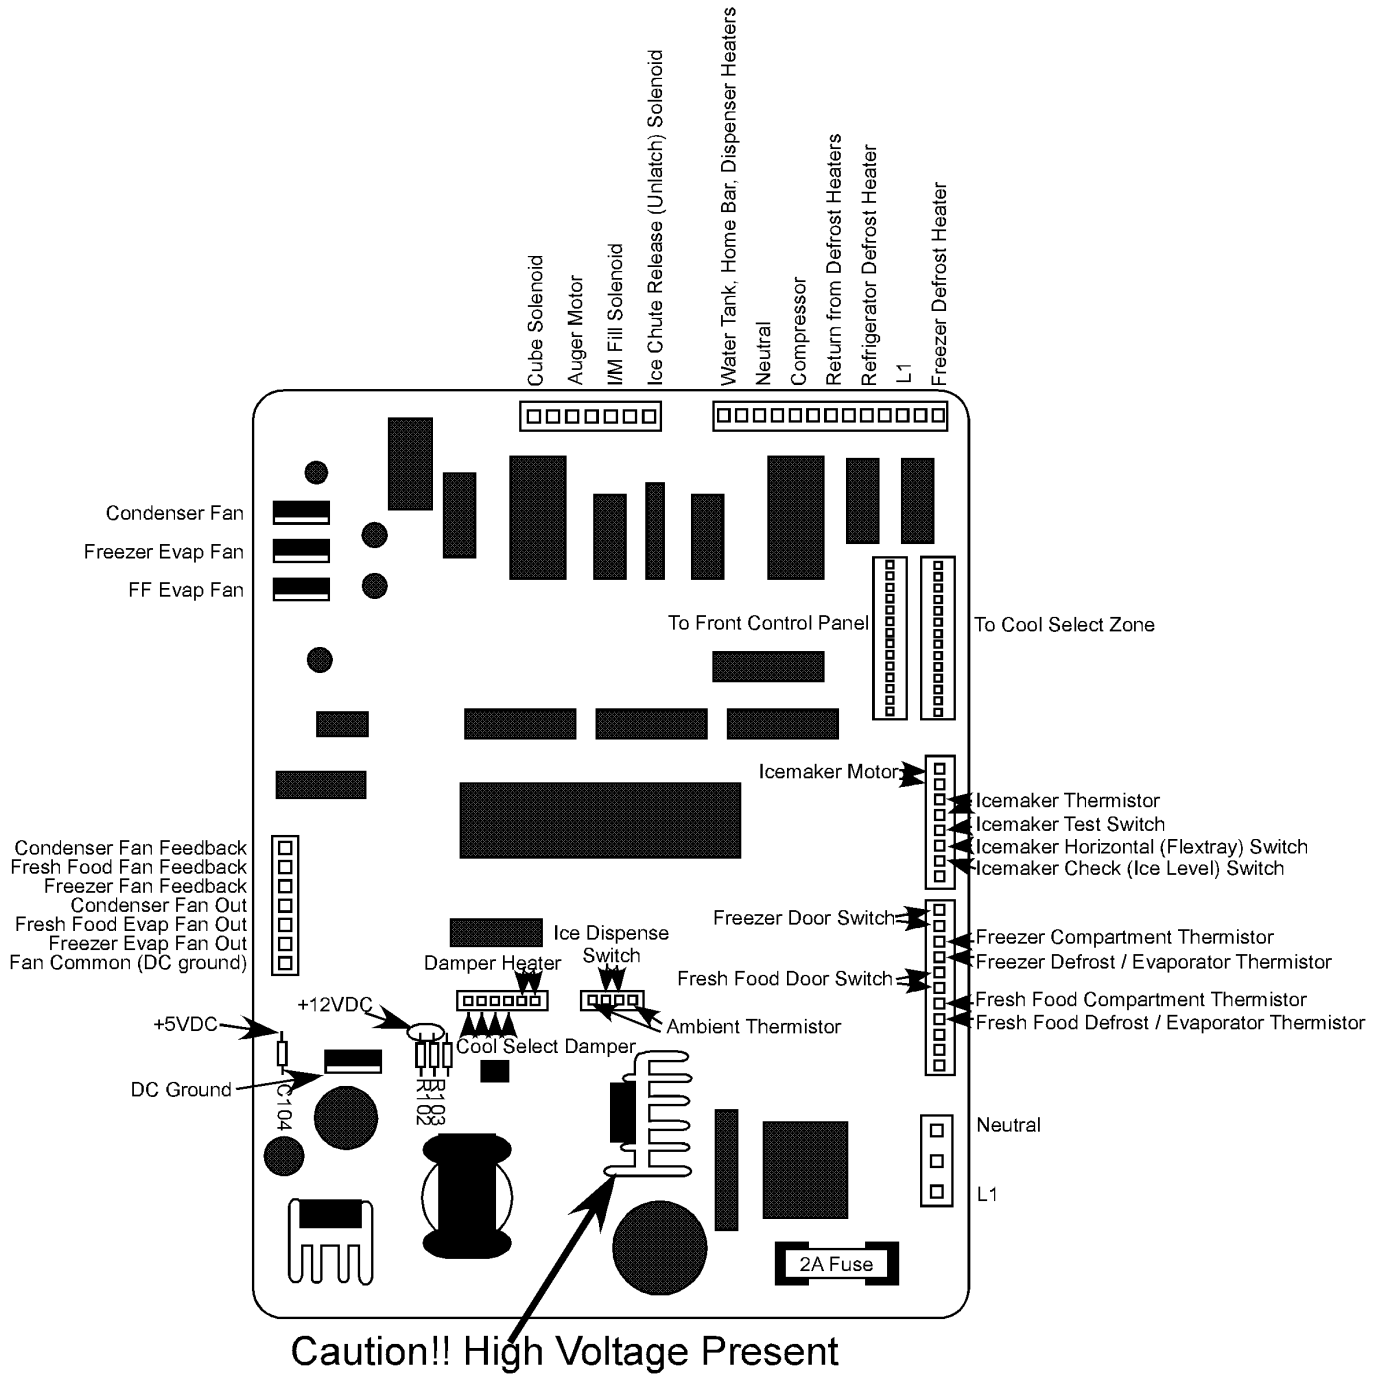 Cube Solenoid
Auger Motor
I/M Fill Solenoid
Ice Chute Release (Unlatch) Solenoid
Water Tank, Home Bar, Dispenser Heaters
Neutral
Compressor
Return from Defrost Heaters
Refrigerator Defrost Heater
L1
Freezer Defrost Heater
Condenser Fan
Freezer Evap Fan
FF Evap Fan
To Front Control Panel
To Cool Select Zone
Icemaker Motor
Icemaker Thermistor
Icemaker Test Switch
Icemaker Horizontal (Flextray) Switch
Icemaker Check (Ice Level) Switch
Condenser Fan Feedback
Fresh Food Fan Feedback
Freezer Fan Feedback
Condenser Fan Out
Fresh Food Evap Fan Out
Freezer Evap Fan Out
Fan Common (DC ground)
Freezer Door Switch
Freezer Compartment Thermistor
Freezer Defrost / Evaporator Thermistor
Fresh Food Door Switch
Fresh Food Compartment Thermistor
Fresh Food Defrost / Evaporator Thermistor
Ice Dispense
Switch
Damper Heater
+12VDC
+5VDC
Ambient Thermistor
Cool Select Damper
DC Ground
C104
R102
R103
Neutral
L1
2A Fuse
Caution!! High Voltage Present